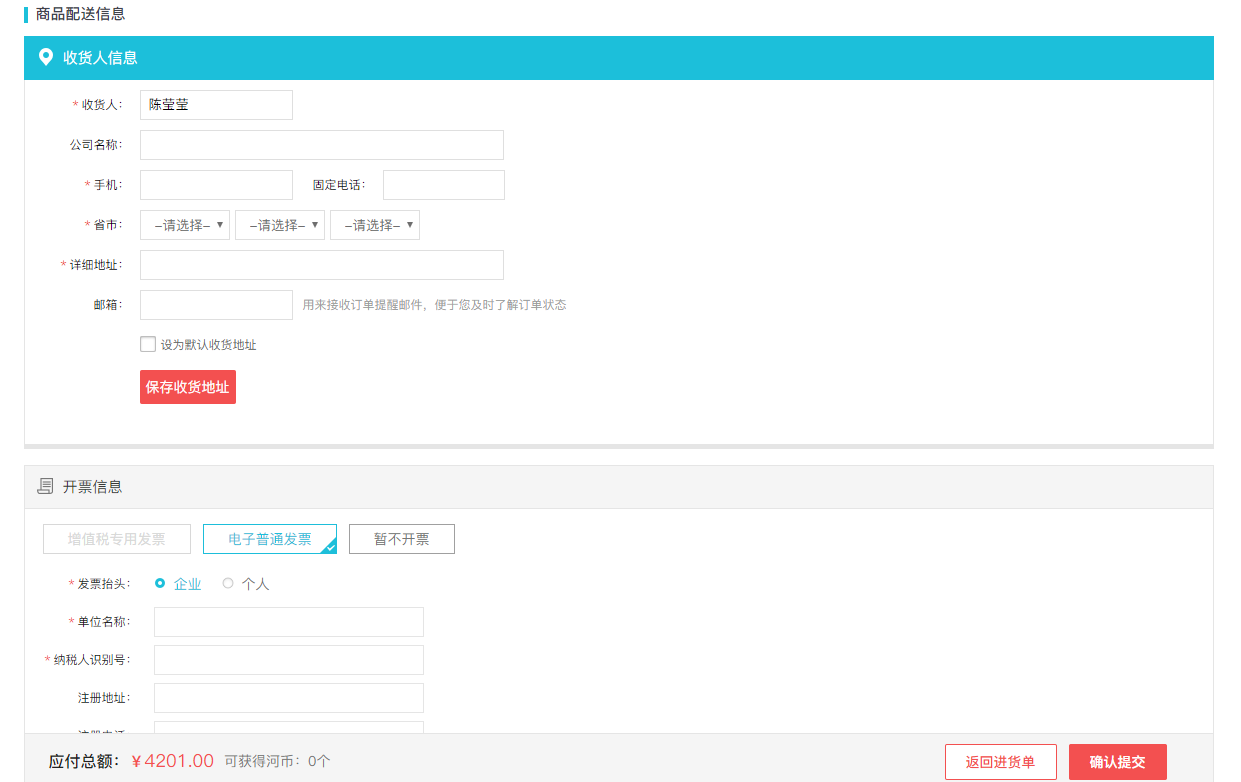 商品配送信息
收货人信息
*收货人： 陈莹莹
公司名称：
*手机： 固定电话：
*省市： –请选择– –请选择– –请选择–
*详细地址：
邮箱： 用来接收订单提醒邮件，便于您及时了解订单状态
设为默认收货地址
保存收货地址
开票信息
增值税专用发票 电子普通发票 暂不开票
*发票抬头： 企业 个人
*单位名称：
*纳税人识别号：
注册地址：
应付总额：￥4201.00 可获得河币：0个 返回进货单 确认提交